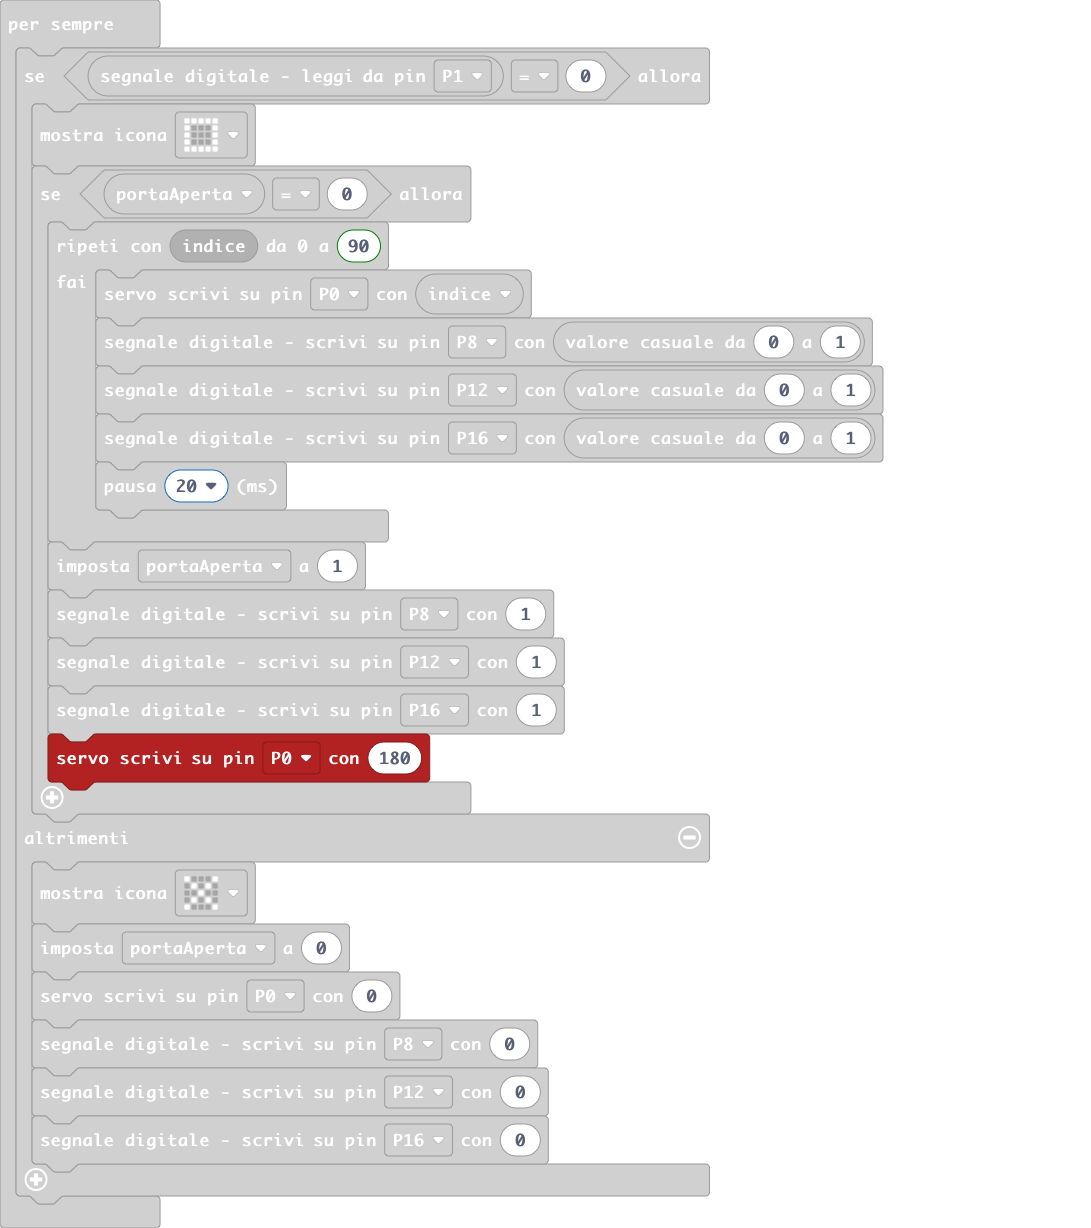 per sempre
se segnale digitale - leggi da pin P1 = 0 allora
mostra icona
se portaAperta = 0 allora
ripeti con indice da 0 a 90
fai
servo scrivi su pin P0 con indice
segnale digitale - scrivi su pin P8 con valore casuale da 0 a 1
segnale digitale - scrivi su pin P12 con valore casuale da 0 a 1
segnale digitale - scrivi su pin P16 con valore casuale da 0 a 1
pausa 20 (ms)
imposta portaAperta a 1
segnale digitale - scrivi su pin P8 con 1
segnale digitale - scrivi su pin P12 con 1
segnale digitale - scrivi su pin P16 con 1
servo scrivi su pin P0 con 180
altrimenti
mostra icona
imposta portaAperta a 0
servo scrivi su pin P0 con 0
segnale digitale - scrivi su pin P8 con 0
segnale digitale - scrivi su pin P12 con 0
segnale digitale - scrivi su pin P16 con 0